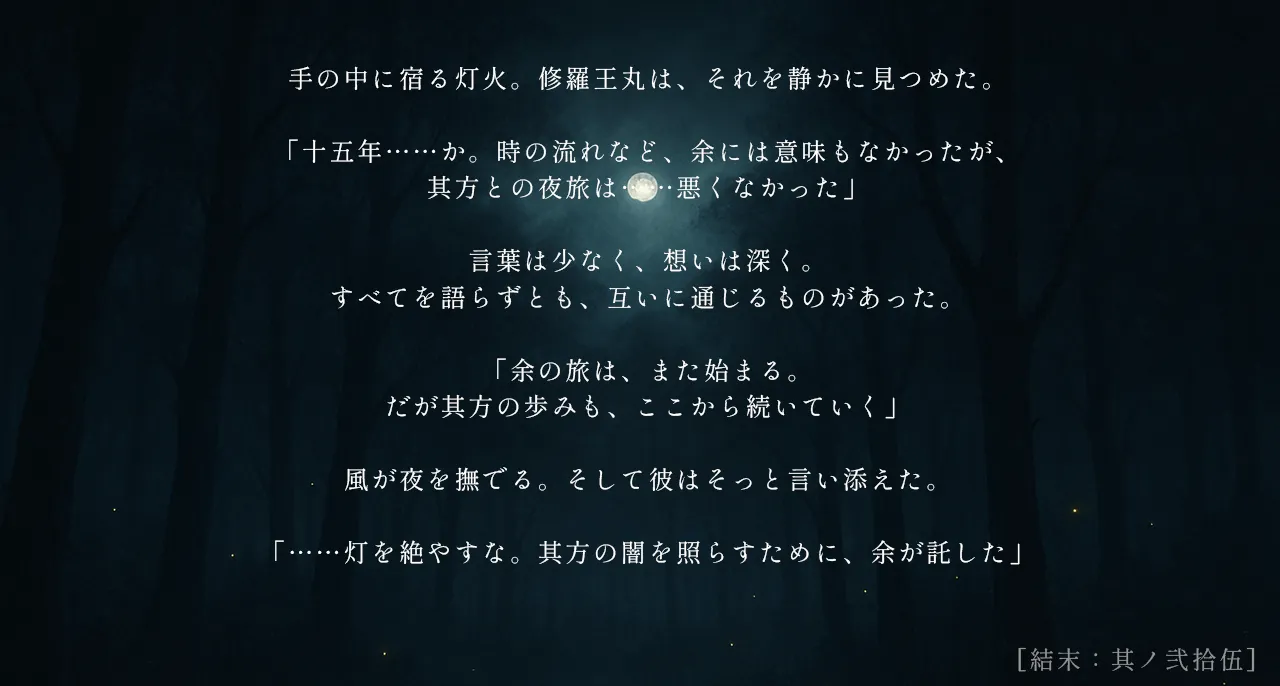 手の中に宿る灯火。修羅王丸は、それを静かに見つめた。
「十五年……か。時の流れなど、余には意味もなかったが、
其方との夜旅は……悪くなかった」
言葉は少なく、想いは深く。
すべてを語らずとも、互いに通じるものがあった。
「余の旅は、また始まる。
だが其方の歩みも、ここから続いていく」
風が夜を撫でる。そして彼はそっと言い添えた。
「……灯を絶やすな。其方の闇を照らすために、余が託した」
［結末：其ノ弐拾伍］